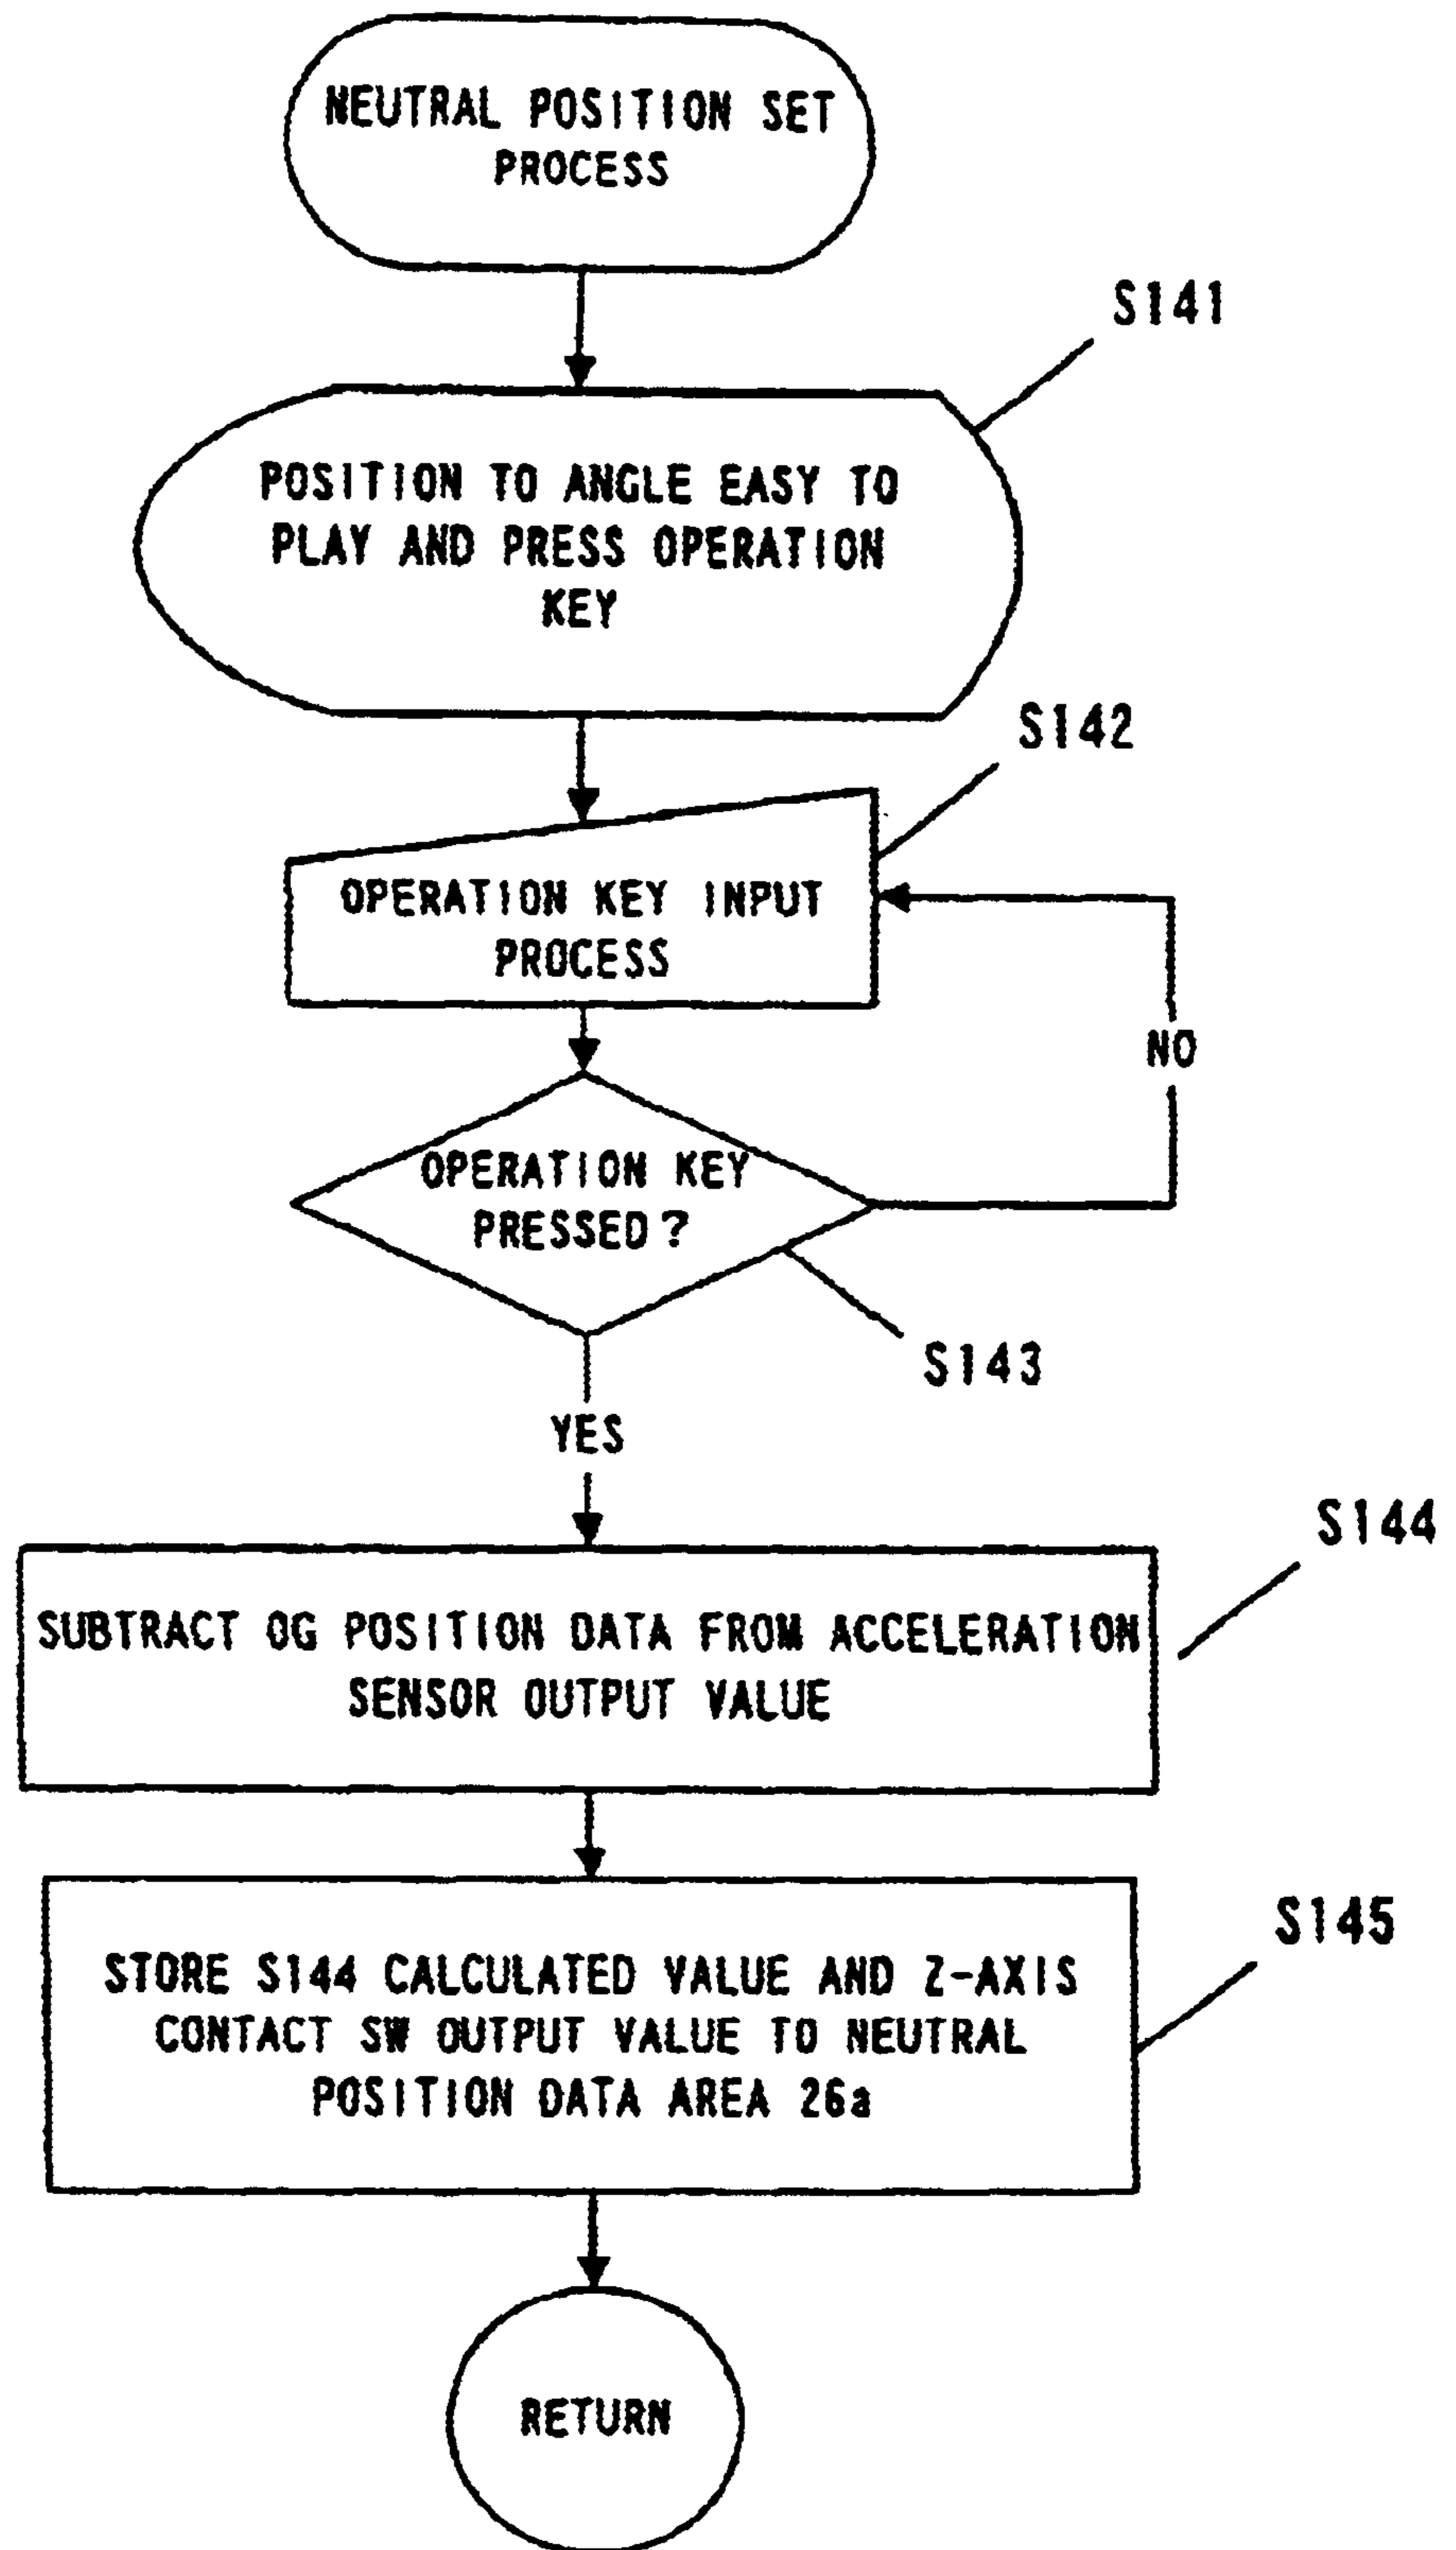 NEUTRAL POSITION SET
PROCESS
S141
POSITION TO ANGLE EASY TO
PLAY AND PRESS OPERATION
KEY
S142
OPERATION KEY INPUT
PROCESS
NO
OPERATION KEY
PRESSED?
S143
YES
S144
SUBTRACT 0G POSITION DATA FROM ACCELERATION
SENSOR OUTPUT VALUE
S145
STORE S144 CALCULATED VALUE AND Z-AXIS
CONTACT SW OUTPUT VALUE TO NEUTRAL
POSITION DATA AREA 26a
RETURN